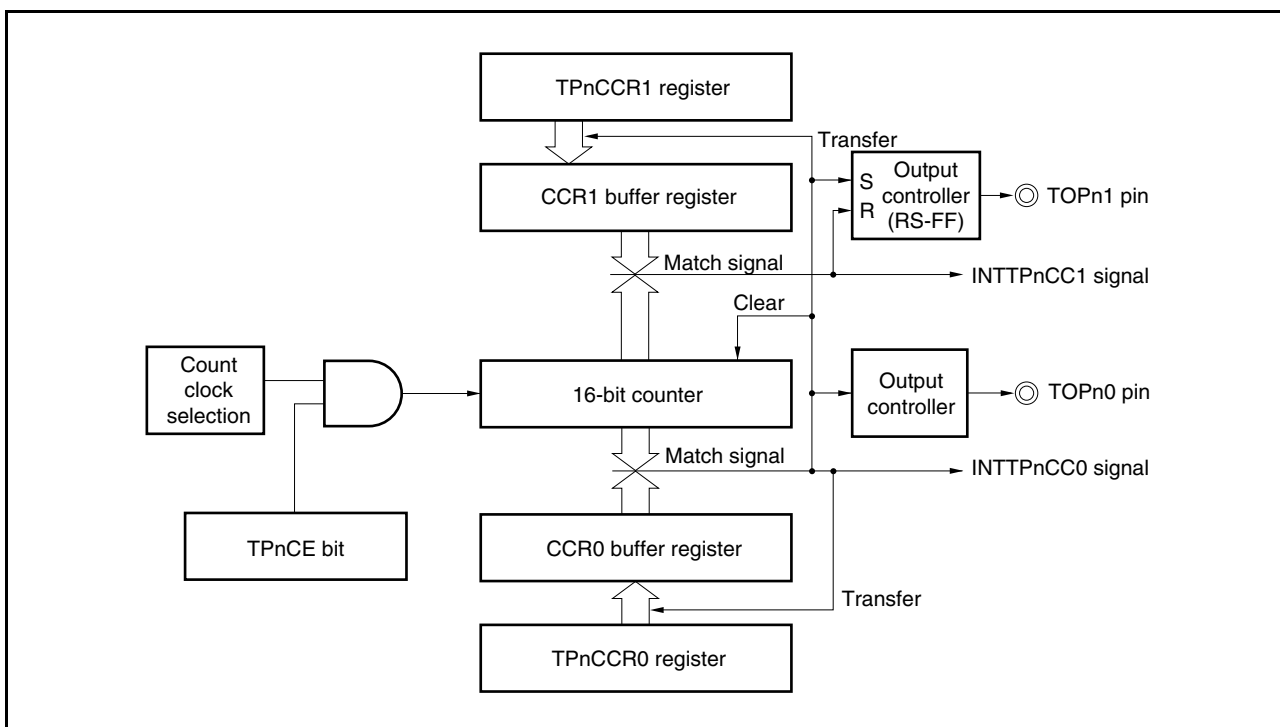 TPnCCR1 register
Transfer
CCR1 buffer register
S
R
Output
controller
(RS-FF)
TOPn1 pin
Match signal
INTTPnCC1 signal
Clear
Count
clock
selection
16-bit counter
Output
controller
TOPn0 pin
Match signal
INTTPnCC0 signal
TPnCE bit
CCR0 buffer register
Transfer
TPnCCR0 register